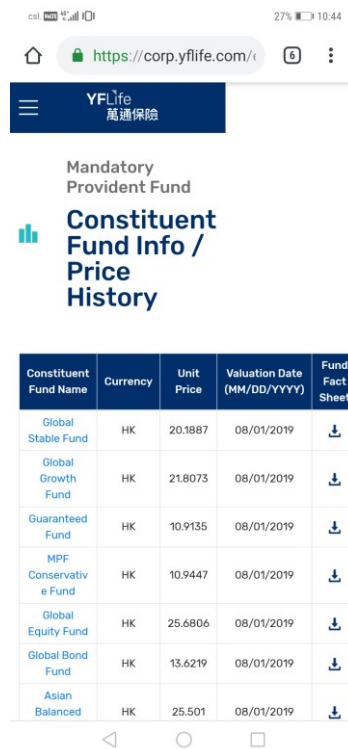 csl. 27% 10:44
https://corp.yflife.com/ 6
YFLife
萬通保險
Mandatory
Provident Fund
Constituent
Fund Info /
Price
History
Constituent Fund Name Currency Unit Price Valuation Date (MM/DD/YYYY) Fund Fact Sheet
Global Stable Fund HK 20.1887 08/01/2019
Global Growth Fund HK 21.8073 08/01/2019
Guaranteed Fund HK 10.9135 08/01/2019
MPF Conservativ e Fund HK 10.9447 08/01/2019
Global Equity Fund HK 25.6806 08/01/2019
Global Bond Fund HK 13.6219 08/01/2019
Asian Balanced HK 25.501 08/01/2019